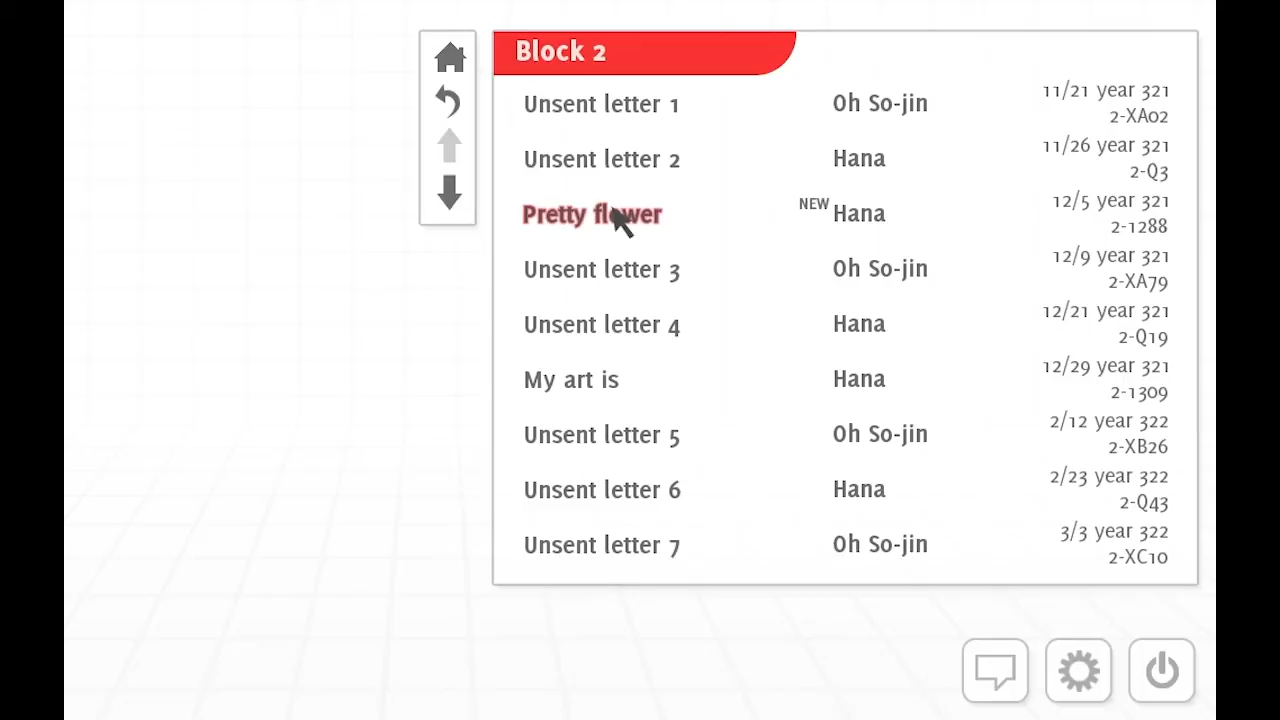 Block 2
Unsent letter 1 Oh So-jin 11/21 year 321
2-XA02
Unsent letter 2 Hana 11/26 year 321
2-Q3
Pretty flower NEW Hana 12/5 year 321
2-1288
Unsent letter 3 Oh So-jin 12/9 year 321
2-XA79
Unsent letter 4 Hana 12/21 year 321
2-Q19
My art is Hana 12/29 year 321
2-1309
Unsent letter 5 Oh So-jin 2/12 year 322
2-XB26
Unsent letter 6 Hana 2/23 year 322
2-Q43
Unsent letter 7 Oh So-jin 3/3 year 322
2-XC10